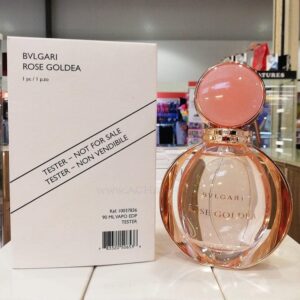 BVLGARI
ROSE GOLDEA
1 pc / 1 pz
TESTER – NOT FOR SALE
TESTER – NON VENDIBILE
90 ML VAPO EDP
TESTER
BVLGARI
ROSE GOLDEA